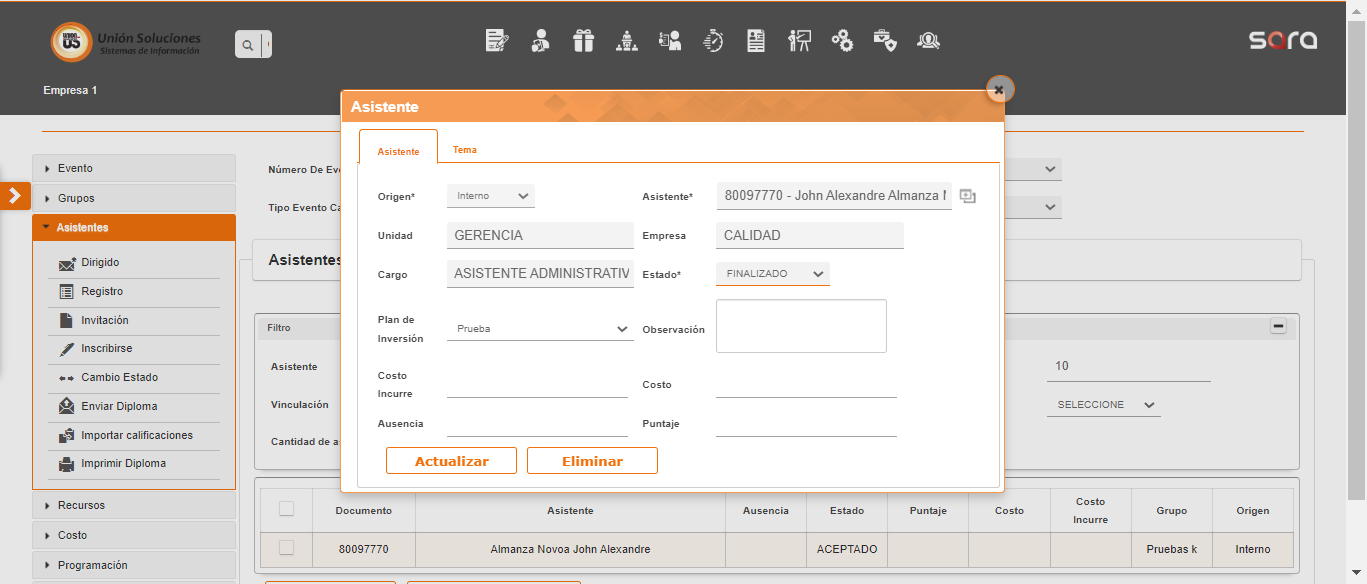 Unión Soluciones
Sistemas de Información
sara
Empresa 1
Asistente
Asistente
Tema
Evento
Grupos
Asistentes
Dirigido
Registro
Invitación
Inscribirse
Cambio Estado
Enviar Diploma
Importar calificaciones
Imprimir Diploma
Recursos
Costo
Programación
Número De
Tipo Evento
Asistentes
Filtro
Asistente
10
Vinculación
SELECCIONE
Cantidad de
Origen*
Interno
Asistente*
80097770 - John Alexandre Almanza
Unidad
GERENCIA
Empresa
CALIDAD
Cargo
ASISTENTE ADMINISTRATIV
Estado*
FINALIZADO
Plan de
Inversión
Prueba
Observación
Costo
Incurre
Costo
Ausencia
Puntaje
Actualizar
Eliminar
Documento
Asistente
Ausencia
Estado
Puntaje
Costo
Costo
Incurre
Grupo
Origen
80097770
Almanza Novoa John Alexandre
ACEPTADO
Pruebas k
Interno